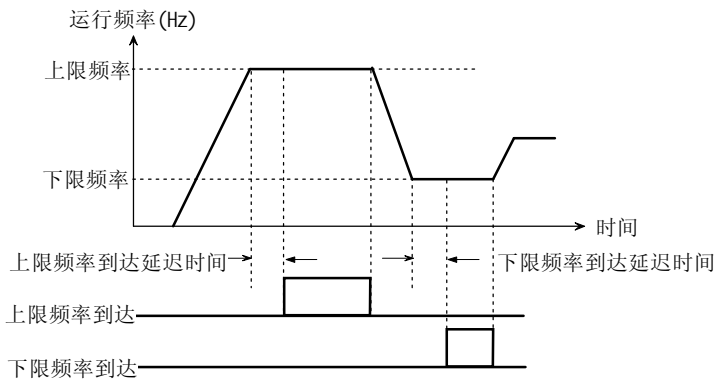 运行频率(Hz)
上限频率
下限频率
时间
上限频率到达延迟时间
下限频率到达延迟时间
上限频率到达
下限频率到达